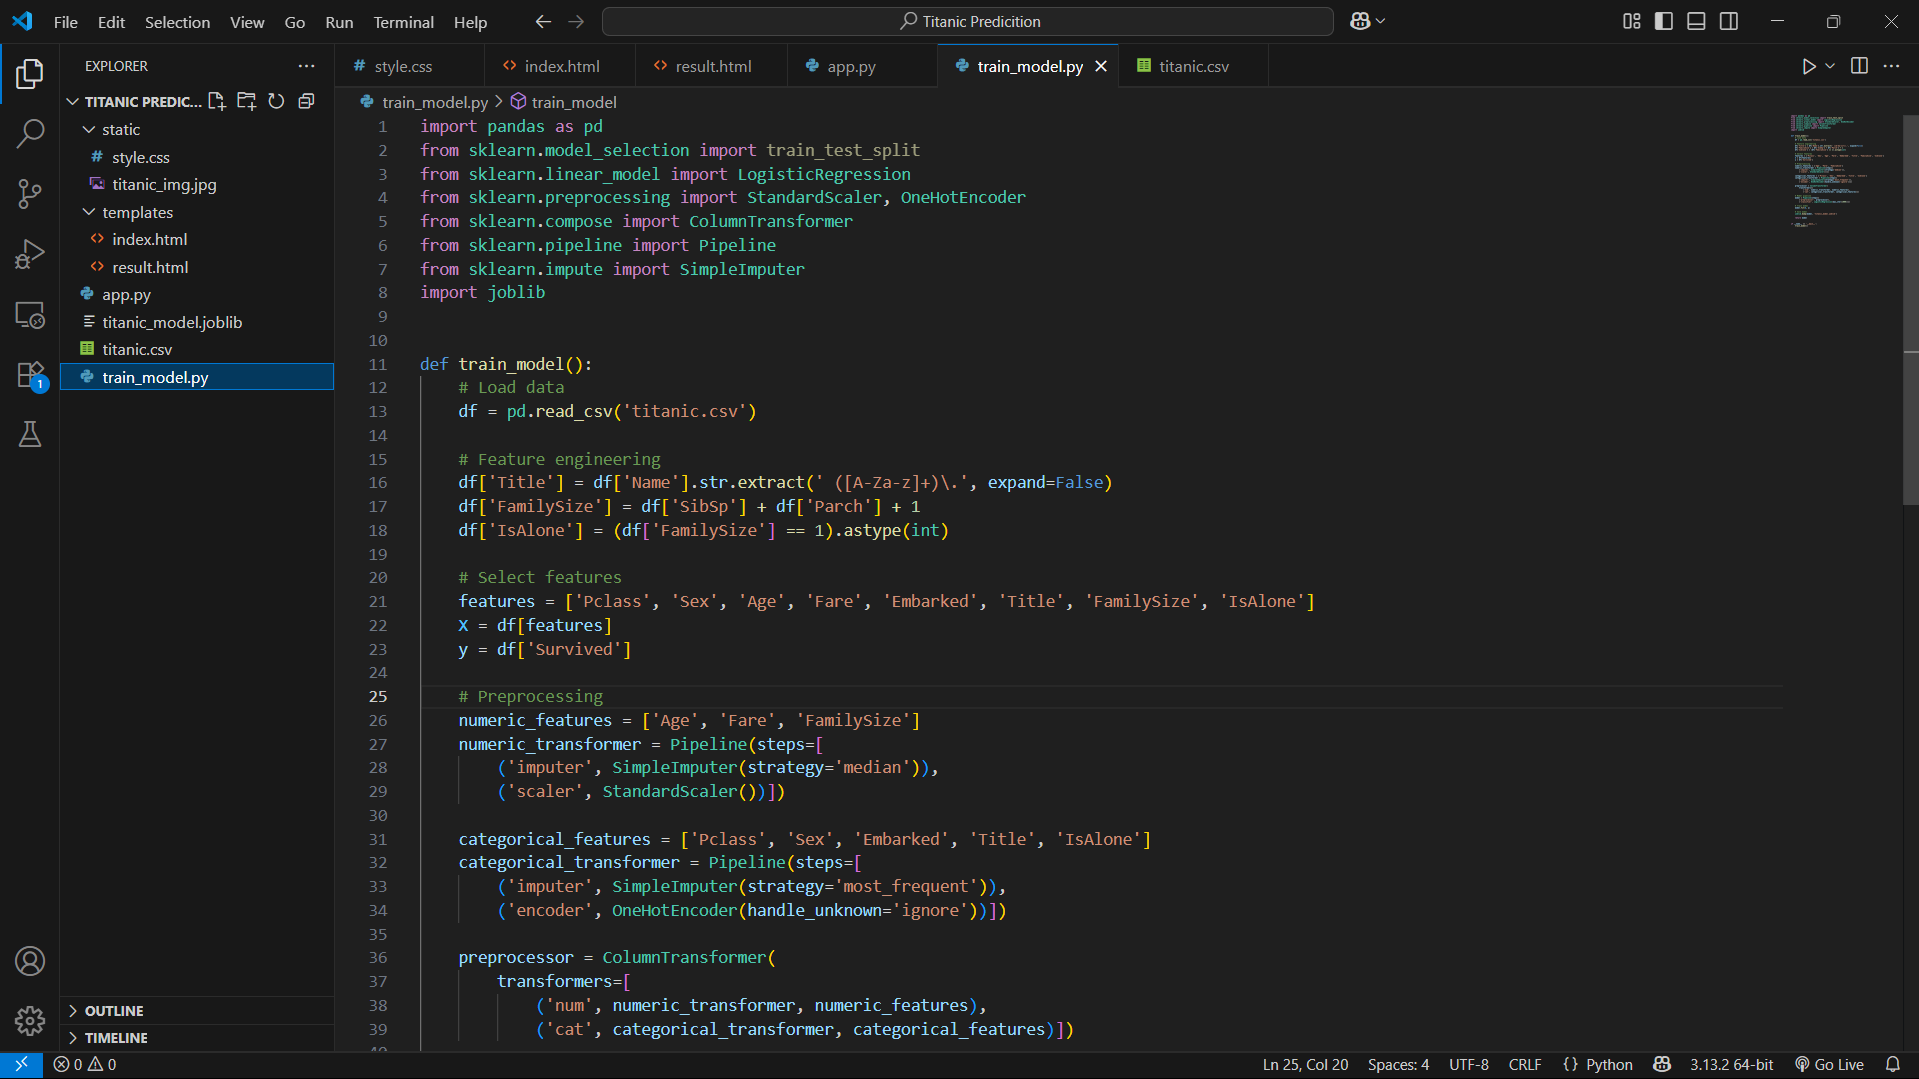 File Edit Selection View Go Run Terminal Help
Titanic Predicition
EXPLORER
TITANIC PREDIC...
static
style.css
titanic_img.jpg
templates
index.html
result.html
app.py
titanic_model.joblib
titanic.csv
train_model.py
1
OUTLINE
TIMELINE
# style.css <> index.html <> result.html app.py train_model.py titanic.csv
train_model.py > train_model
1 import pandas as pd
2 from sklearn.model_selection import train_test_split
3 from sklearn.linear_model import LogisticRegression
4 from sklearn.preprocessing import StandardScaler, OneHotEncoder
5 from sklearn.compose import ColumnTransformer
6 from sklearn.pipeline import Pipeline
7 from sklearn.impute import SimpleImputer
8 import joblib
9
10
11 def train_model():
12     # Load data
13     df = pd.read_csv('titanic.csv')
14
15     # Feature engineering
16     df['Title'] = df['Name'].str.extract(' ([A-Za-z]+)\.', expand=False)
17     df['FamilySize'] = df['SibSp'] + df['Parch'] + 1
18     df['IsAlone'] = (df['FamilySize'] == 1).astype(int)
19
20     # Select features
21     features = ['Pclass', 'Sex', 'Age', 'Fare', 'Embarked', 'Title', 'FamilySize', 'IsAlone']
22     X = df[features]
23     y = df['Survived']
24
25     # Preprocessing
26     numeric_features = ['Age', 'Fare', 'FamilySize']
27     numeric_transformer = Pipeline(steps=[
28         ('imputer', SimpleImputer(strategy='median')),
29         ('scaler', StandardScaler())])
30
31     categorical_features = ['Pclass', 'Sex', 'Embarked', 'Title', 'IsAlone']
32     categorical_transformer = Pipeline(steps=[
33         ('imputer', SimpleImputer(strategy='most_frequent')),
34         ('encoder', OneHotEncoder(handle_unknown='ignore'))])
35
36     preprocessor = ColumnTransformer(
37         transformers=[
38             ('num', numeric_transformer, numeric_features),
39             ('cat', categorical_transformer, categorical_features)])
0 0 Ln 25, Col 20 Spaces: 4 UTF-8 CRLF {} Python 3.13.2 64-bit Go Live